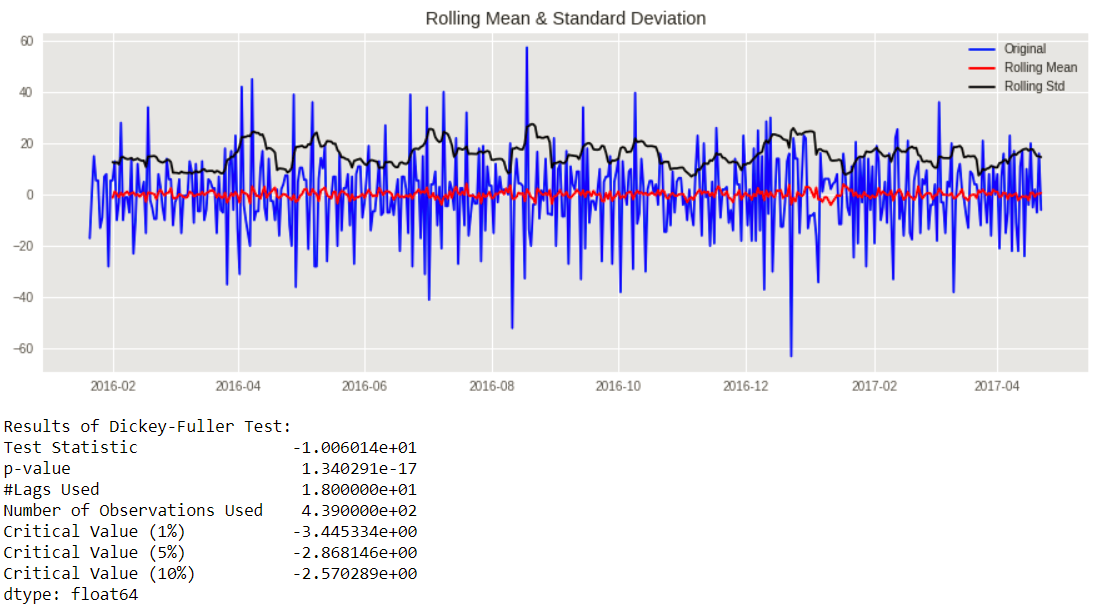 Rolling Mean & Standard Deviation
60
40
20
0
−20
−40
−60
Original
Rolling Mean
Rolling Std
2016-02 2016-04 2016-06 2016-08 2016-10 2016-12 2017-02 2017-04
Results of Dickey-Fuller Test:
Test Statistic -1.006014e+01
p-value 1.340291e-17
#Lags Used 1.800000e+01
Number of Observations Used 4.390000e+02
Critical Value (1%) -3.445334e+00
Critical Value (5%) -2.868146e+00
Critical Value (10%) -2.570289e+00
dtype: float64